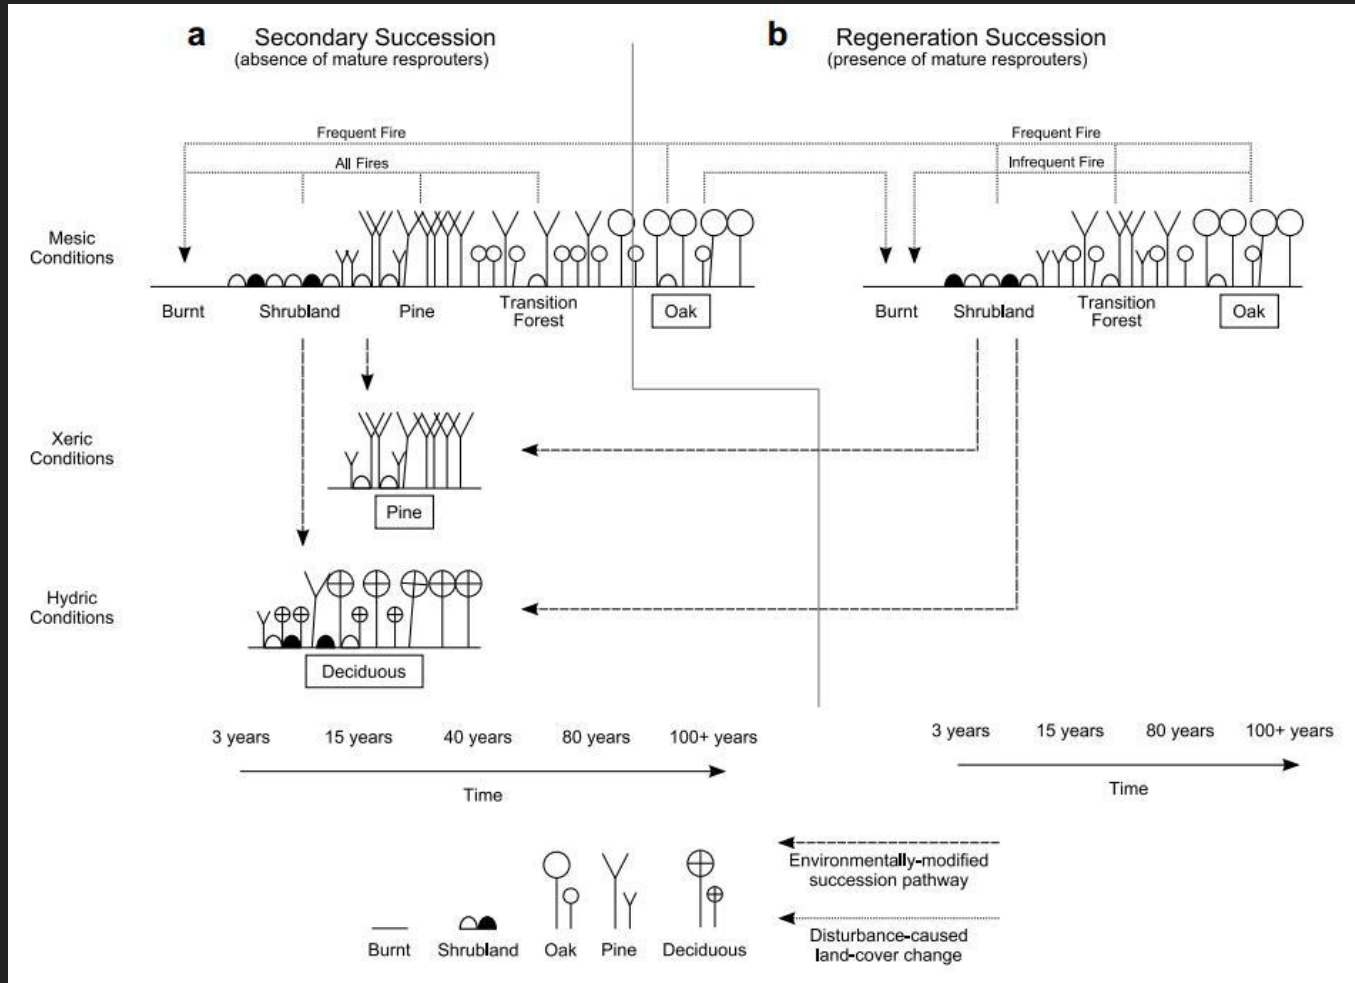 a Secondary Succession
(absence of mature resprouters)
b Regeneration Succession
(presence of mature resprouters)
Frequent Fire
All Fires
Frequent Fire
Infrequent Fire
Mesic
Conditions
Burnt
Shrubland
Pine
Transition
Forest
Oak
Burnt
Shrubland
Transition
Forest
Oak
Xeric
Conditions
Pine
Hydric
Conditions
Deciduous
3 years 15 years 40 years 80 years 100+ years
Time
3 years 15 years 80 years 100+ years
Time
Burnt
Shrubland
Oak
Pine
Deciduous
Environmentally-modified
succession pathway
Disturbance-caused
land-cover change